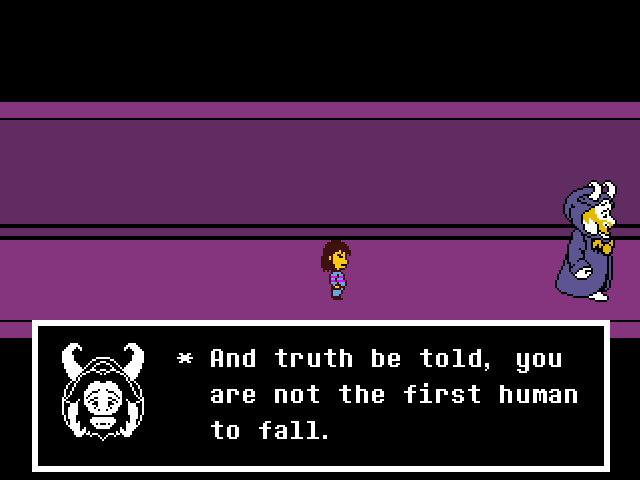 * And truth be told, you
are not the first human
to fall.